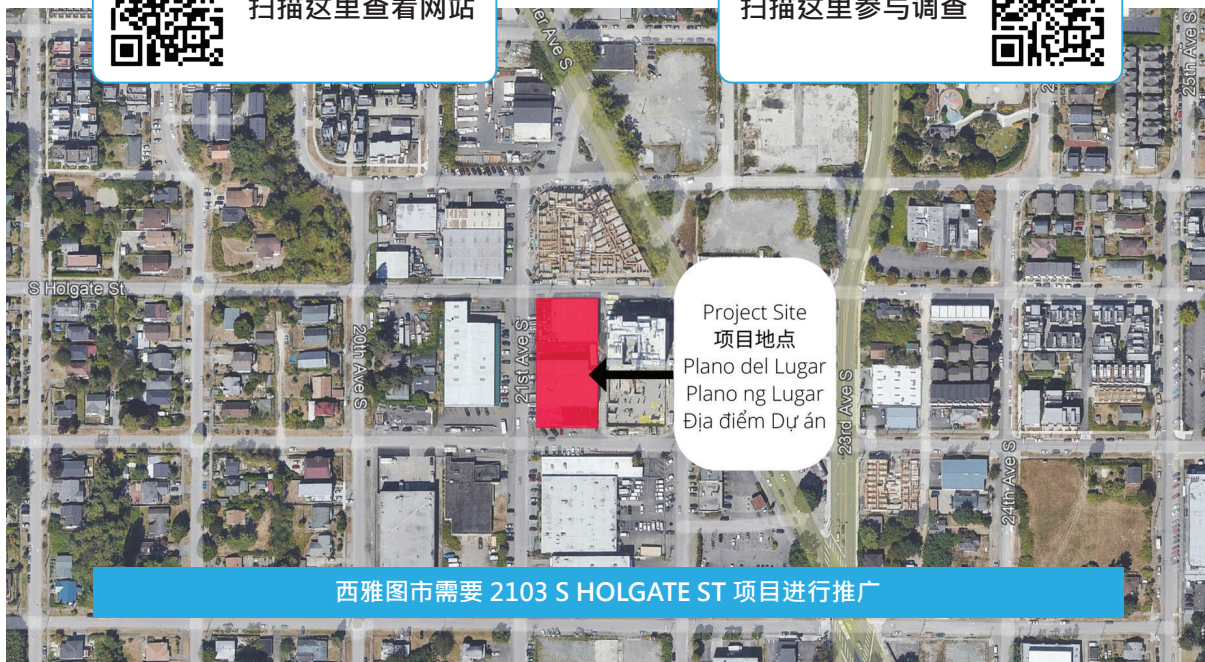 扫描这里查看网站
扫描这里参与调查
25th Ave S
S Holgate St
20th Ave S
21st Ave S
Project Site
项目地点
Plano del Lugar
Plano ng Lugar
Địa điểm Dự án
23rd Ave S
24th Ave S
西雅图市需要 2103 S HOLGATE ST 项目进行推广